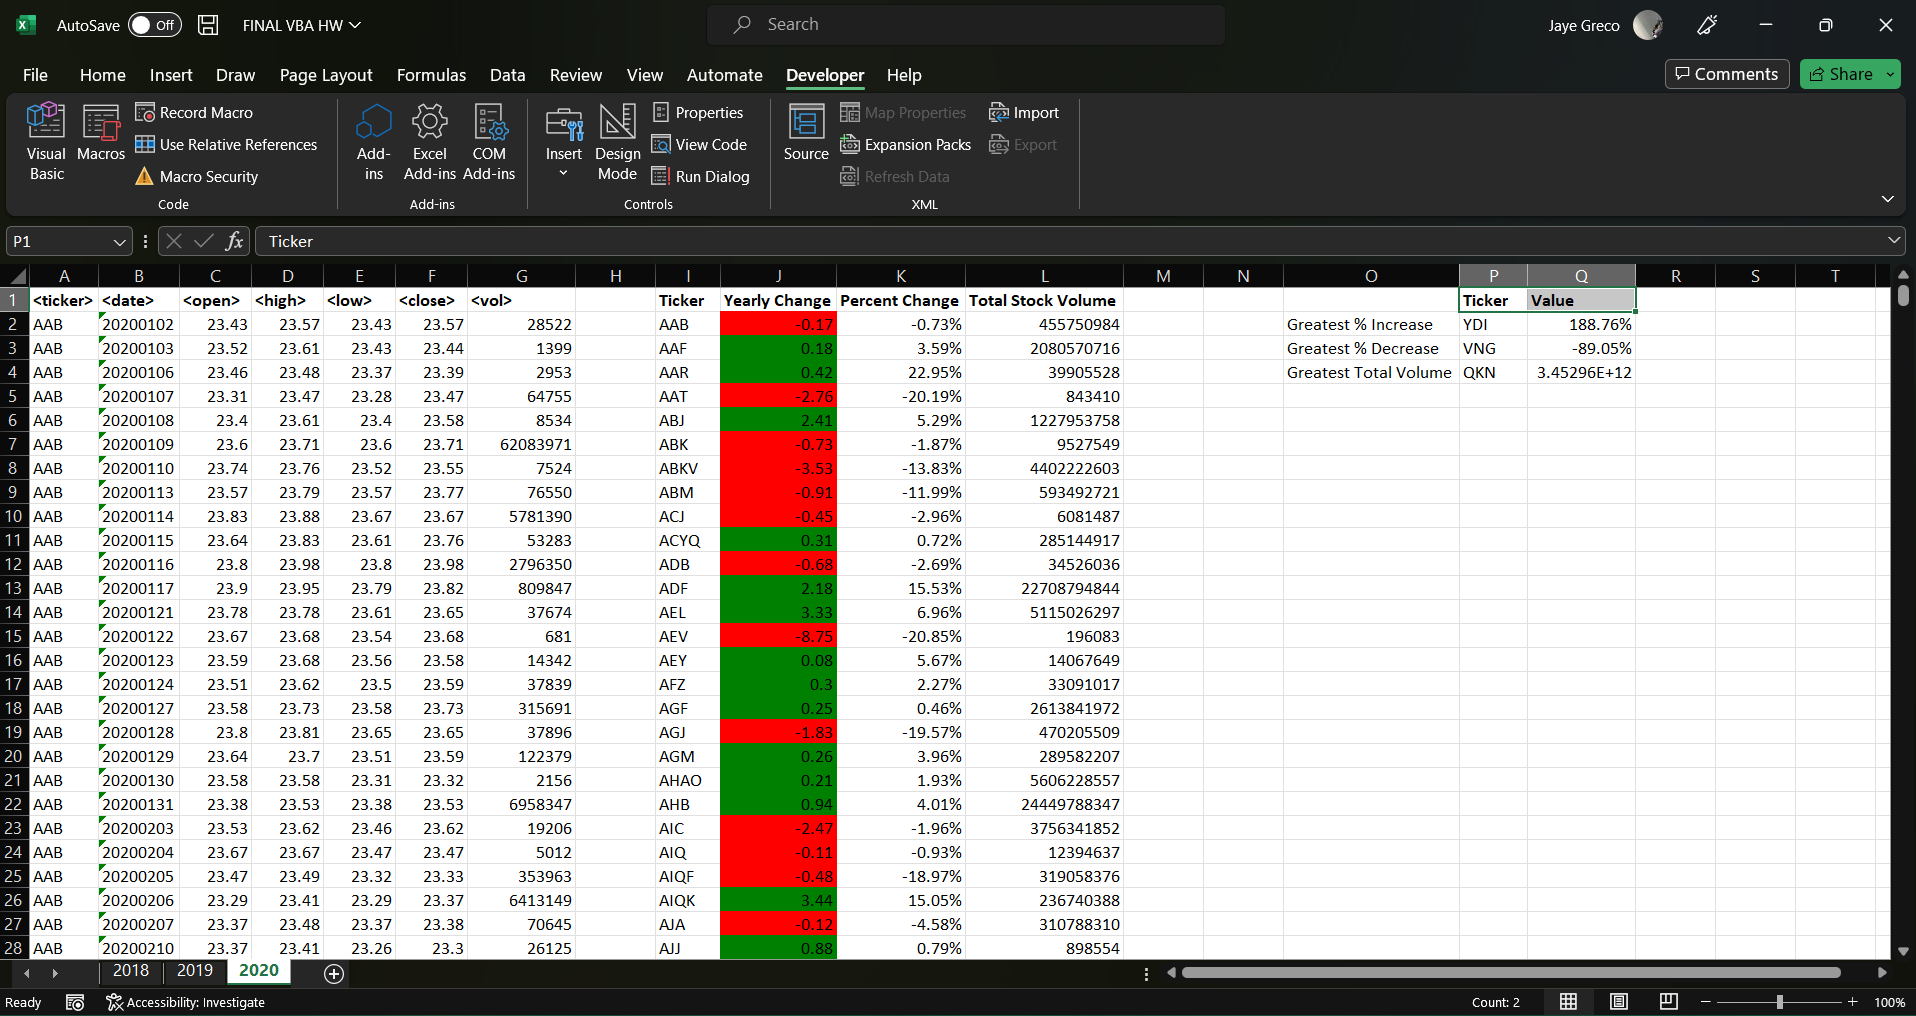 AutoSave Off FINAL VBA HW Search Jaye Greco
File Home Insert Draw Page Layout Formulas Data Review View Automate Developer Help Comments Share
Visual Basic Macros Record Macro Use Relative References Macro Security Code
Add-ins Excel Add-ins COM Add-ins Add-ins
Insert Design Mode Properties View Code Run Dialog Controls
Source Map Properties Expansion Packs Refresh Data Import Export XML
P1 fx Ticker
A B C D E F G H I J K L M N O P Q R S T
1 <ticker> <date> <open> <high> <low> <close> <vol> Ticker Yearly Change Percent Change Total Stock Volume Ticker Value
2 AAB 20200102 23.43 23.57 23.43 23.57 28522 AAB -0.17 -0.73% 455750984 Greatest % Increase YDI 188.76%
3 AAB 20200103 23.52 23.61 23.43 23.44 1399 AAF 0.18 3.59% 2080570716 Greatest % Decrease VNG -89.05%
4 AAB 20200106 23.46 23.48 23.37 23.39 2953 AAR 0.42 22.95% 39905528 Greatest Total Volume QKN 3.45296E+12
5 AAB 20200107 23.31 23.47 23.28 23.47 64755 AAT -2.76 -20.19% 843410
6 AAB 20200108 23.4 23.61 23.4 23.58 8534 ABJ 2.41 5.29% 1227953758
7 AAB 20200109 23.6 23.71 23.6 23.71 62083971 ABK -0.73 -1.87% 9527549
8 AAB 20200110 23.74 23.76 23.52 23.55 7524 ABKV -3.53 -13.83% 4402222603
9 AAB 20200113 23.57 23.79 23.57 23.77 76550 ABM -0.91 -11.99% 593492721
10 AAB 20200114 23.83 23.88 23.67 23.67 5781390 ACJ -0.45 -2.96% 6081487
11 AAB 20200115 23.64 23.83 23.61 23.76 53283 ACYQ 0.31 0.72% 285144917
12 AAB 20200116 23.8 23.98 23.8 23.98 2796350 ADB -0.68 -2.69% 34526036
13 AAB 20200117 23.9 23.95 23.79 23.82 809847 ADF 2.18 15.53% 22708794844
14 AAB 20200121 23.78 23.78 23.61 23.65 37674 AEL 3.33 6.96% 5115026297
15 AAB 20200122 23.67 23.68 23.54 23.68 681 AEV -8.75 -20.85% 196083
16 AAB 20200123 23.59 23.68 23.56 23.58 14342 AEY 0.08 5.67% 14067649
17 AAB 20200124 23.51 23.62 23.5 23.59 37839 AFZ 0.3 2.27% 33091017
18 AAB 20200127 23.58 23.73 23.58 23.73 315691 AGF 0.25 0.46% 2613841972
19 AAB 20200128 23.8 23.81 23.65 23.65 37896 AGJ -1.83 -19.57% 470205509
20 AAB 20200129 23.64 23.7 23.51 23.59 122379 AGM 0.26 3.96% 289582207
21 AAB 20200130 23.58 23.58 23.31 23.32 2156 AHAO 0.21 1.93% 5606228557
22 AAB 20200131 23.38 23.53 23.38 23.53 6958347 AHB 0.94 4.01% 24449788347
23 AAB 20200203 23.53 23.62 23.46 23.62 19206 AIC -2.47 -1.96% 3756341852
24 AAB 20200204 23.67 23.67 23.47 23.47 5012 AIQ -0.11 -0.93% 12394637
25 AAB 20200205 23.47 23.49 23.32 23.33 353963 AIQF -0.48 -18.97% 319058376
26 AAB 20200206 23.29 23.41 23.29 23.37 6413149 AIQK 3.44 15.05% 236740388
27 AAB 20200207 23.37 23.48 23.37 23.38 70645 AJA -0.12 -4.58% 310788310
28 AAB 20200210 23.37 23.41 23.26 23.3 26125 AJJ 0.88 0.79% 898554
2018 2019 2020
Ready Accessibility: Investigate Count: 2 100%